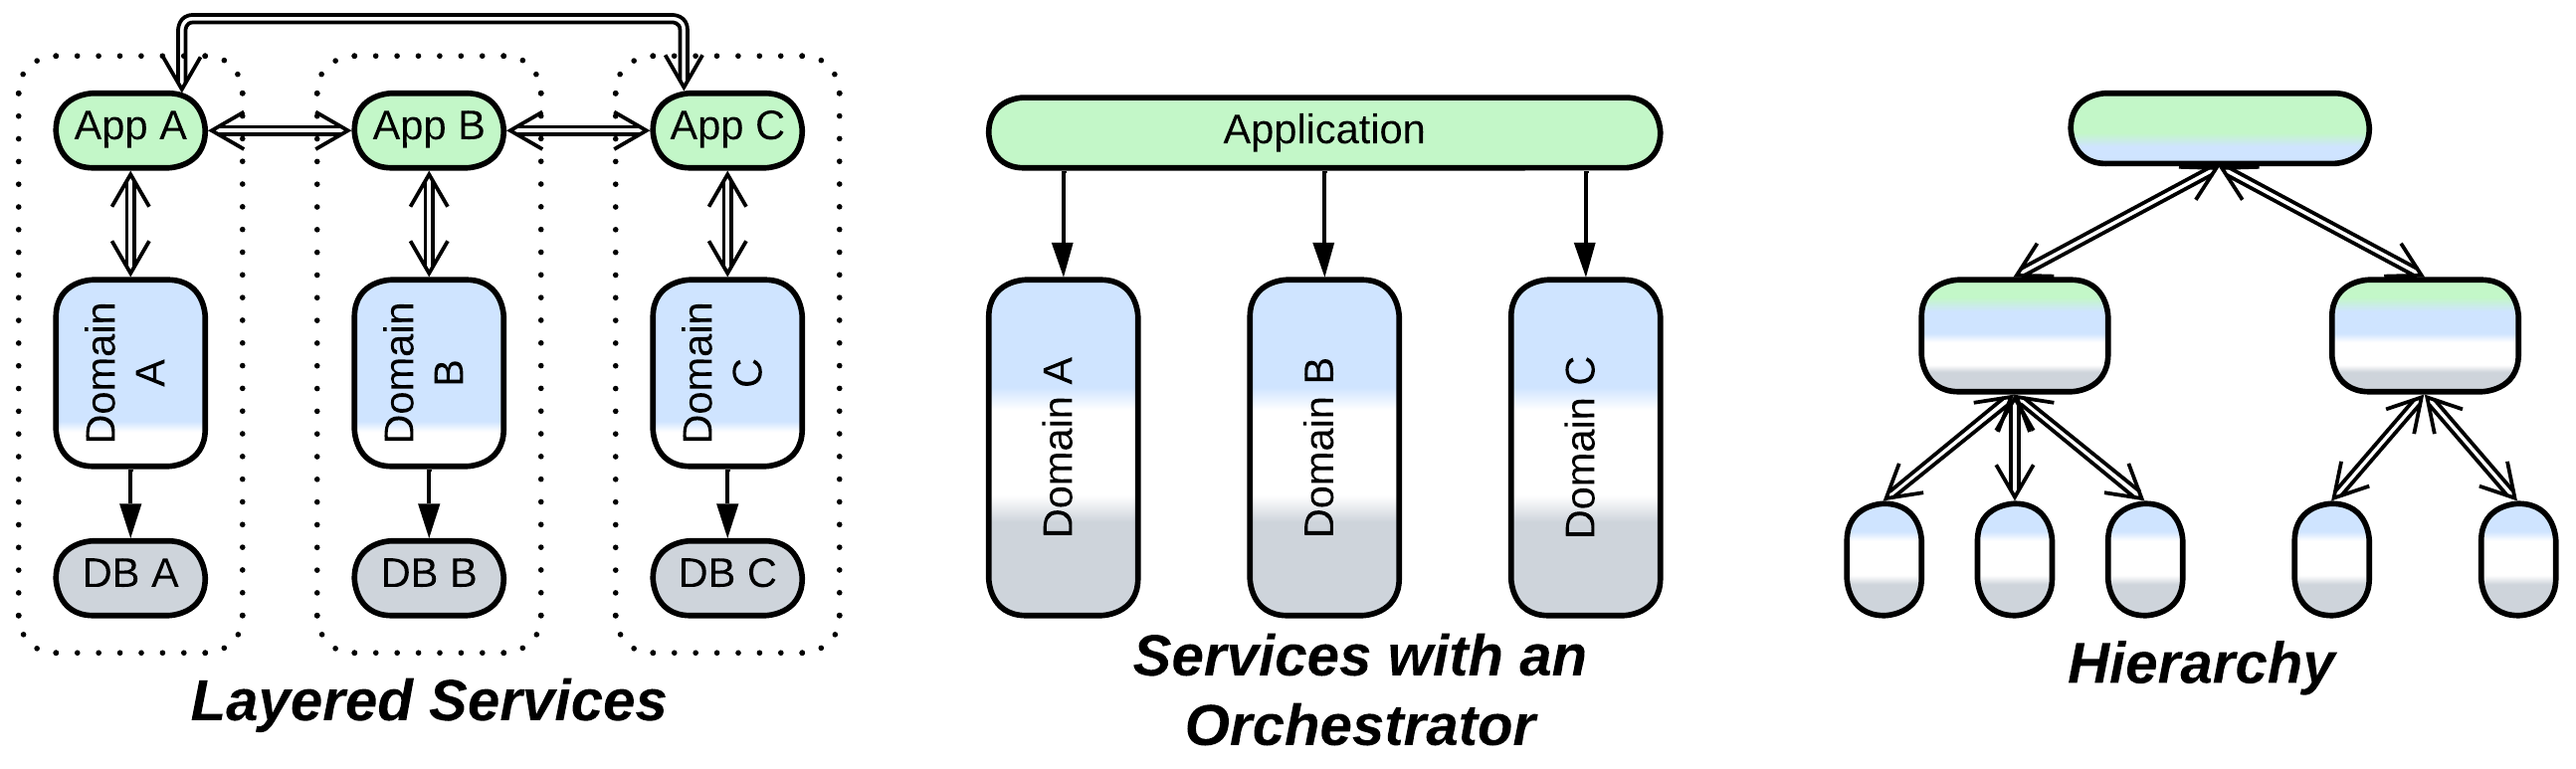 App A
App B
App C
Domain
A
Domain
B
Domain
C
DB A
DB B
DB C
Layered Services
Application
Domain A
Domain B
Domain C
Services with an
Orchestrator
Hierarchy